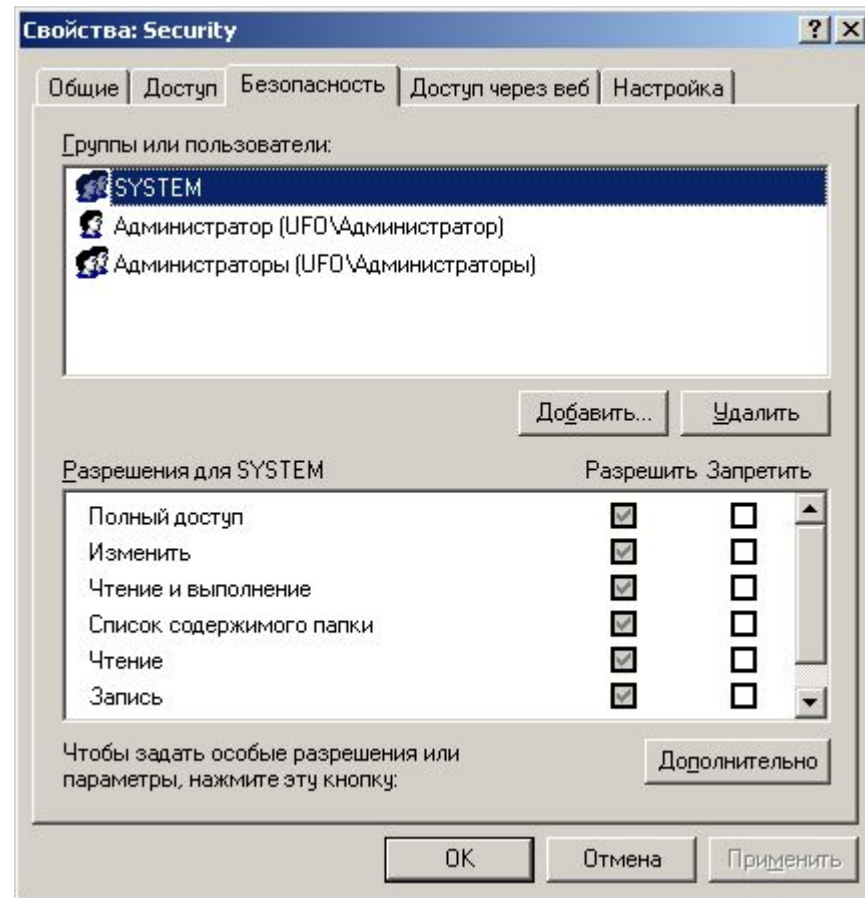 Свойства: Security
Общие Доступ Безопасность Доступ через веб Настройка
Группы или пользователи:
SYSTEM
Администратор (UFO\Администратор)
Администраторы (UFO\Администраторы)
Добавить... Удалить
Разрешения для SYSTEM Разрешить Запретить
Полный доступ
Изменить
Чтение и выполнение
Список содержимого папки
Чтение
Запись
Чтобы задать особые разрешения или
параметры, нажмите эту кнопку:
Дополнительно
OK Отмена Применить